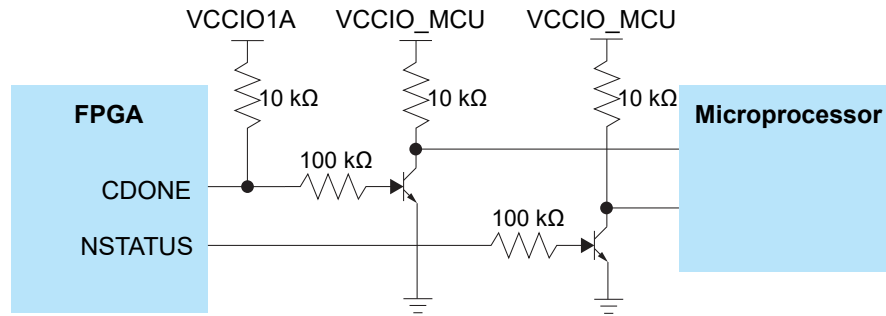 VCCIO1A
VCCIO_MCU
VCCIO_MCU
10 kΩ
10 kΩ
10 kΩ
FPGA
Microprocessor
100 kΩ
CDONE
100 kΩ
NSTATUS